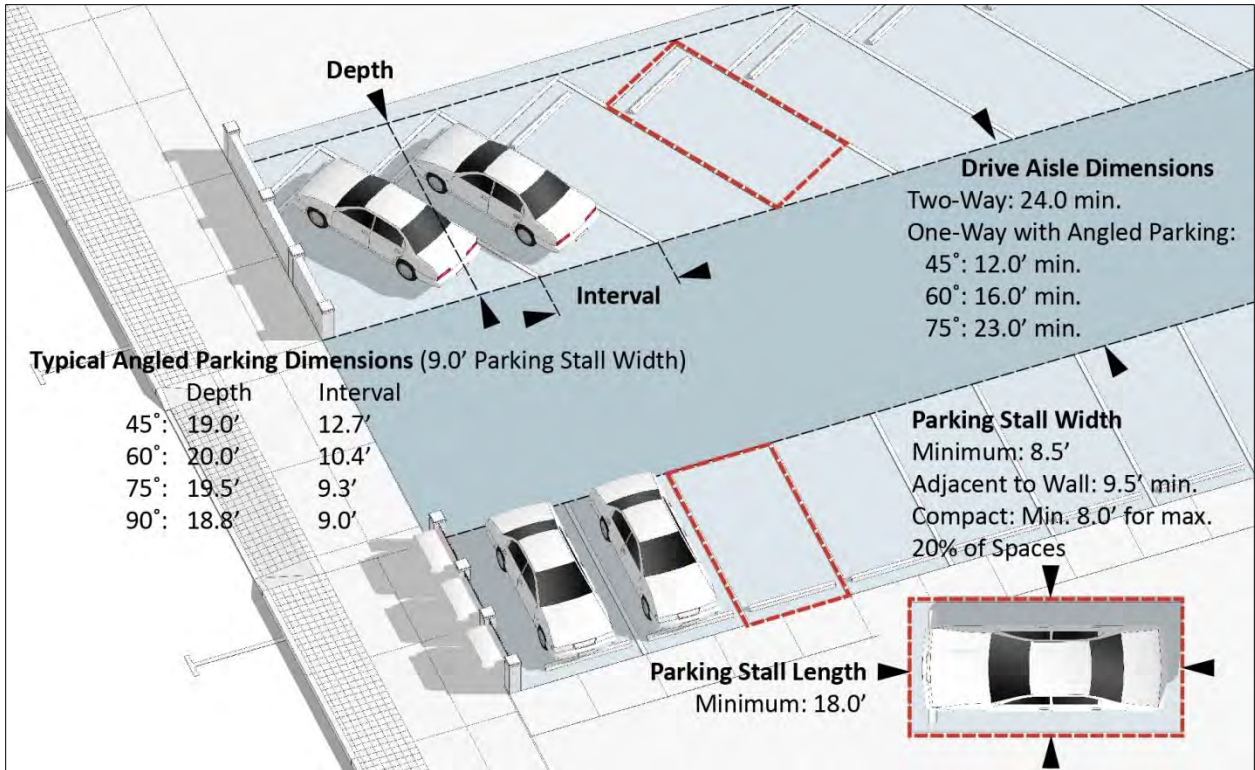 Depth
Interval
Drive Aisle Dimensions
Two-Way: 24.0 min.
One-Way with Angled Parking:
45˚: 12.0’ min.
60˚: 16.0’ min.
75˚: 23.0’ min.
Typical Angled Parking Dimensions (9.0’ Parking Stall Width)
Depth Interval
45˚: 19.0’ 12.7’
60˚: 20.0’ 10.4’
75˚: 19.5’ 9.3’
90˚: 18.8’ 9.0’
Parking Stall Width
Minimum: 8.5’
Adjacent to Wall: 9.5’ min.
Compact: Min. 8.0’ for max.
20% of Spaces
Parking Stall Length
Minimum: 18.0’